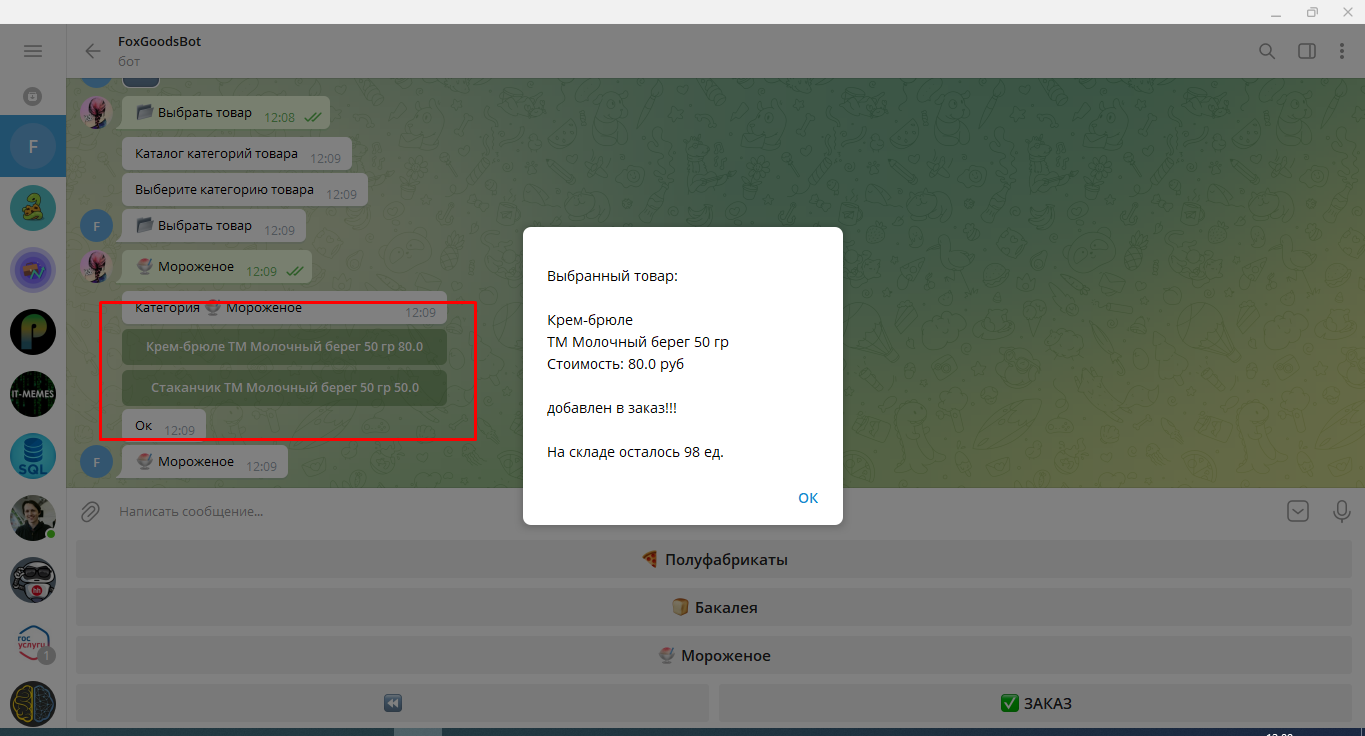 FoxGoodsBot
бот
Выбрать товар 12:08
Каталог категорий товара 12:09
Выберите категорию товара 12:09
F
F
Выбрать товар 12:09
Мороженое 12:09
Категория Мороженое 12:09
Крем-брюле ТМ Молочный берег 50 гр 80.0
Стаканчик ТМ Молочный берег 50 гр 50.0
Ок 12:09
F
Мороженое 12:09
IT-MEMES
SQL
hh
гос
услуги
1
Выбранный товар:
Крем-брюле
ТМ Молочный берег 50 гр
Стоимость: 80.0 руб
добавлен в заказ!!!
На складе осталось 98 ед.
ОК
Написать сообщение...
Полуфабрикаты
Бакалея
Мороженое
ЗАКАЗ